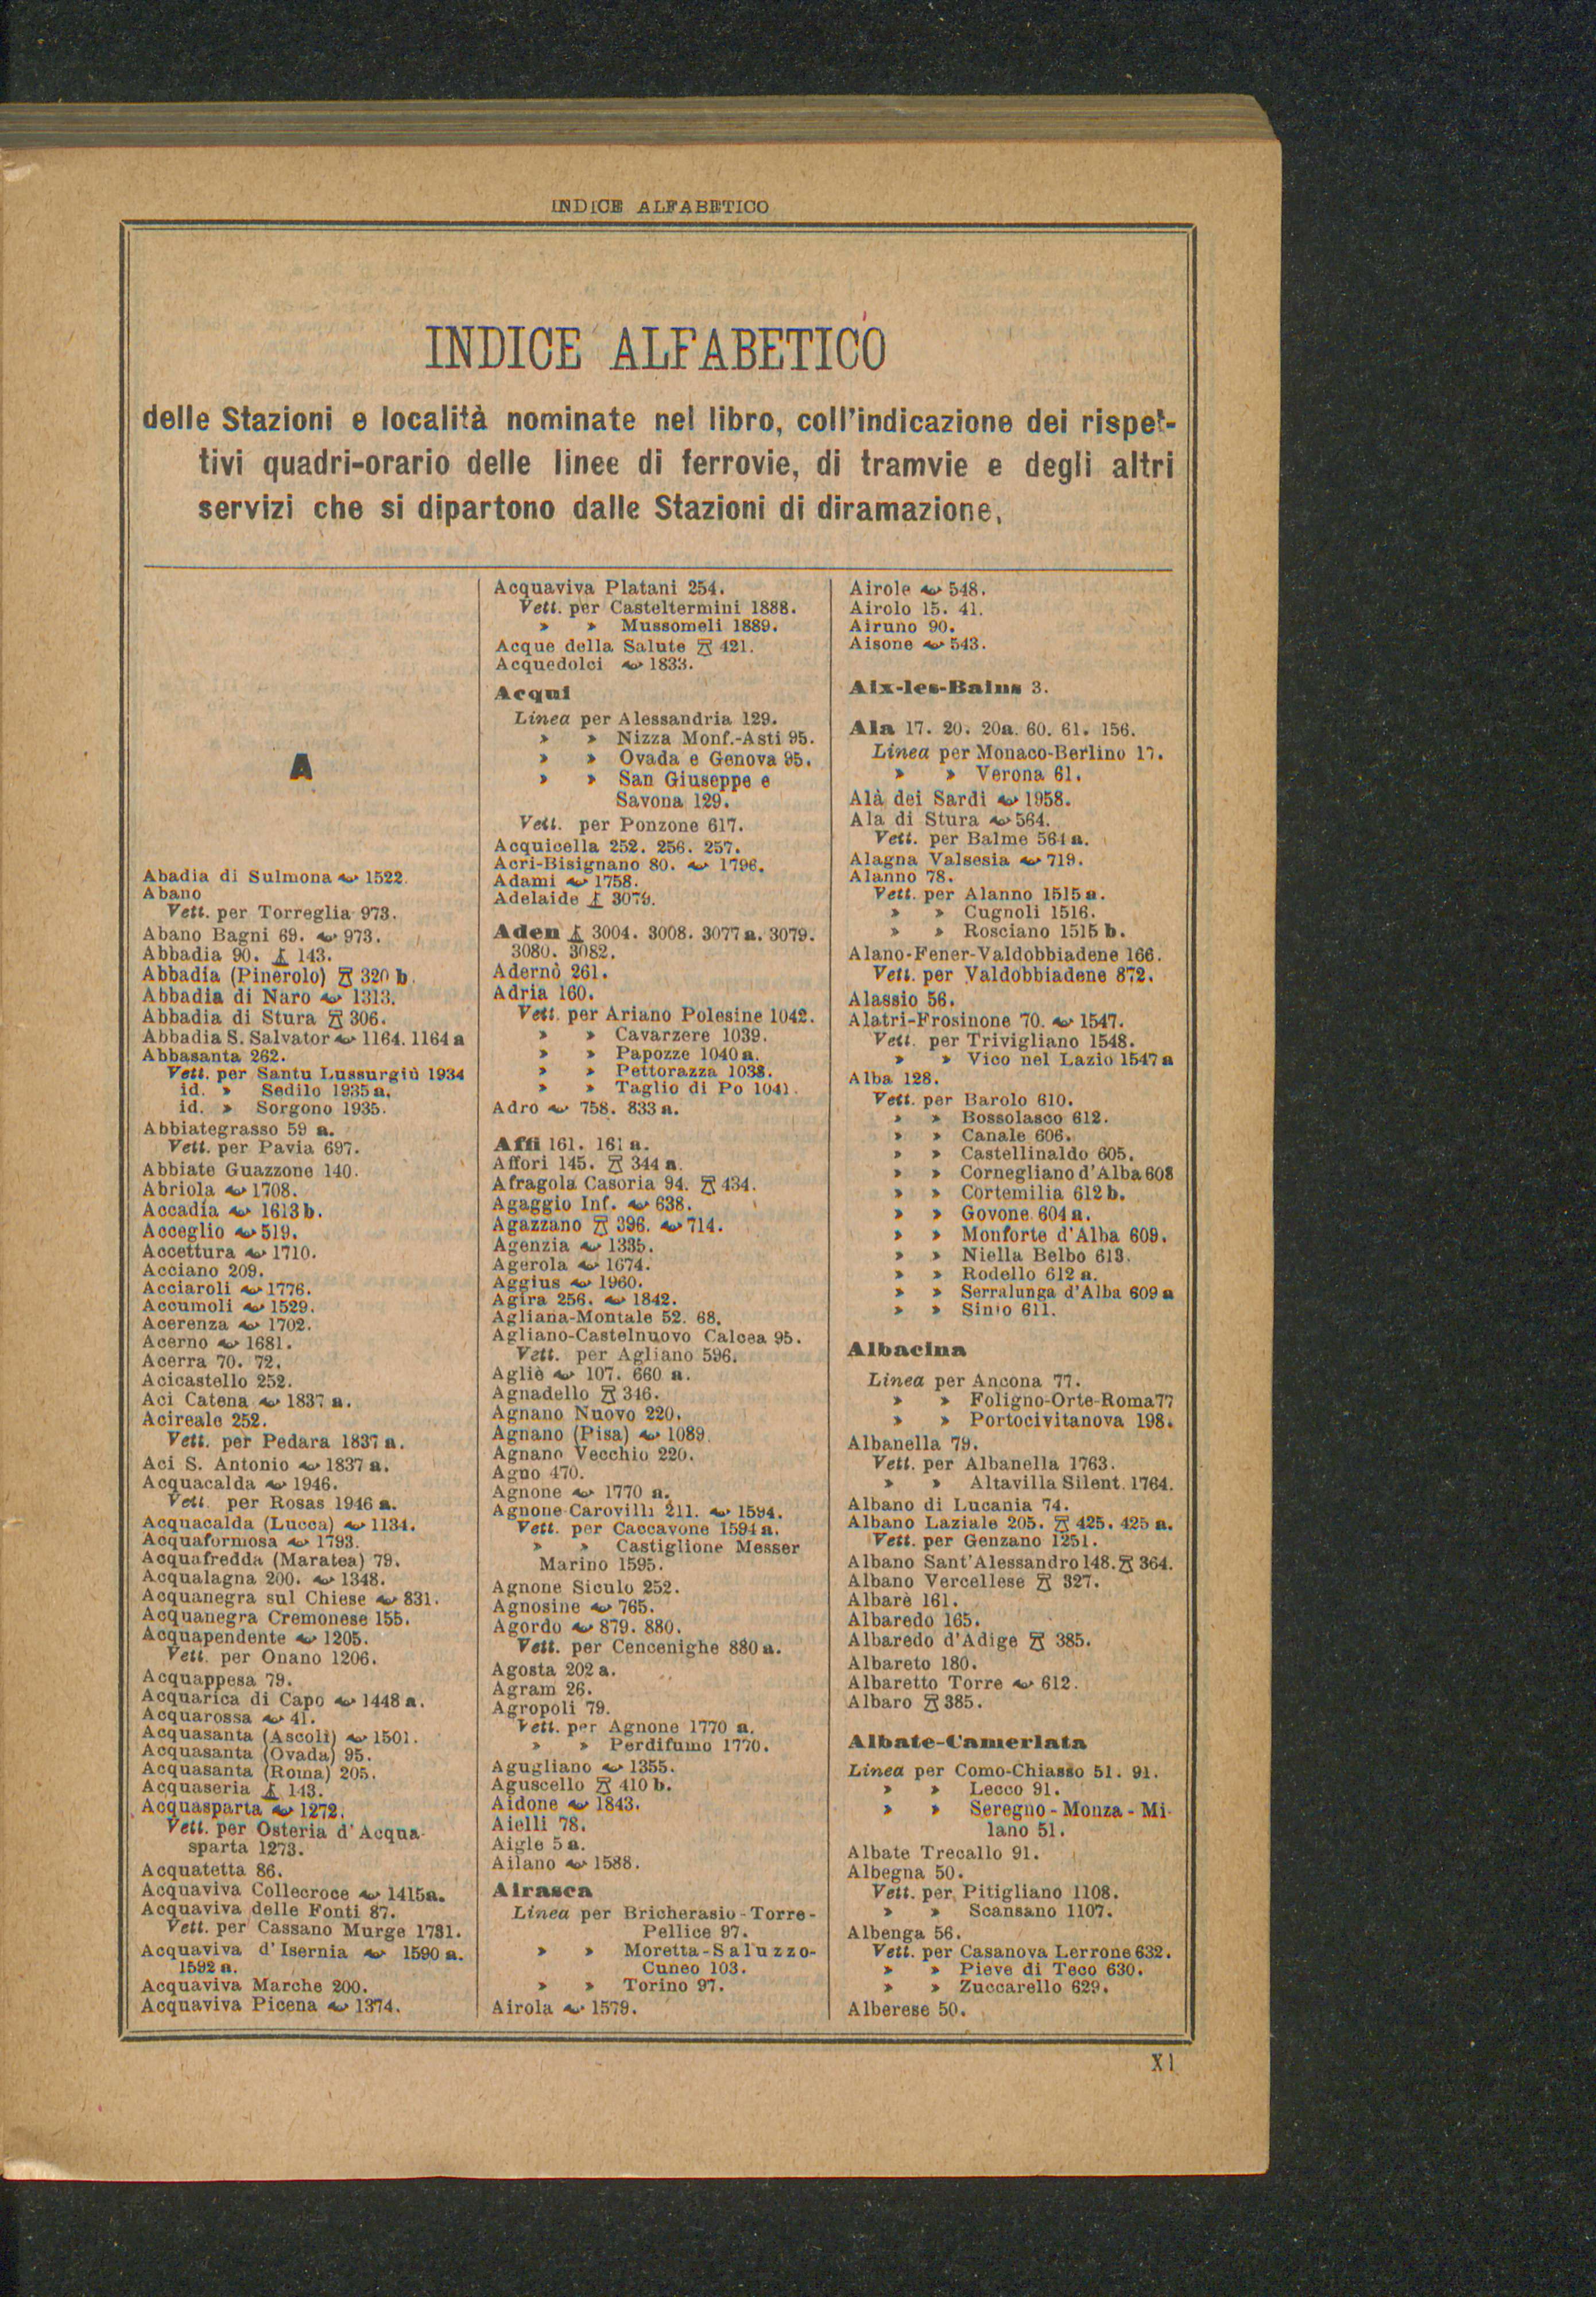 INDICE ALFABETICO
INDICE ALFABETICO
delle Stazioni e località nominate nel libro, coll'indicazione dei rispet-
tivi quadri-orario delle linee di ferrovie, di tramvie e degli altri
servizi che si dipartono dalle Stazioni di diramazione,
A
Abadia di Sulmona 1522.
Abano
Vett. per Torreglia 973.
Abano Bagni 69. 973.
Abbadia 90. 143.
Abbadia (Pinerolo) 320 b.
Abbadia di Naro 1313.
Abbadia di Stura 306.
Abbadia S. Salvator 1164. 1164 a
Abbasanta 262.
Vett. per Santu Lussurgiù 1934
id. » Sedilo 1935 a.
id. » Sorgono 1935.
Abbiategrasso 59 a.
Vett. per Pavia 697.
Abbiate Guazzone 140.
Abriola 1708.
Accadia 1613 b.
Acceglio 519.
Accettura 1710.
Acciano 209.
Acciaroli 1776.
Accumoli 1529.
Acerenza 1702.
Acerno 1681.
Acerra 70. 72.
Acicastello 252.
Aci Catena 1837 a.
Acireale 252.
Vett. per Pedara 1837 a.
Aci S. Antonio 1837 a.
Acquacalda 1946.
Vett. per Rosas 1946 a.
Acquacalda (Lucca) 1134.
Acquaformosa 1793.
Acquafredda (Maratea) 79.
Acqualagna 200. 1348.
Acquanegra sul Chiese 831.
Acquanegra Cremonese 155.
Acquapendente 1205.
Vett. per Onano 1206.
Acquappesa 79.
Acquarica di Capo 1448 a.
Acquarossa 41.
Acquasanta (Ascoli) 1501.
Acquasanta (Ovada) 95.
Acquasanta (Roma) 205.
Acquaseria 143.
Acquasparta 1272.
Vett. per Osteria d'Acqua-
sparta 1273.
Acquatetta 86.
Acquaviva Collecroce 1415a.
Acquaviva delle Fonti 87.
Vett. per Cassano Murge 1731.
Acquaviva d'Isernia 1590 a.
1592 a.
Acquaviva Marche 200.
Acquaviva Picena 1374.
Acquaviva Platani 254.
Vett. per Casteltermini 1888.
» » Mussomeli 1889.
Acque della Salute 421.
Acquedolci 1833.
Acqui
Linea per Alessandria 129.
» » Nizza Monf.-Asti 95.
» » Ovada e Genova 95.
» » San Giuseppe e
Savona 129.
Vett. per Ponzone 617.
Acquicella 252. 256. 257.
Acri-Bisignano 80. 1796.
Adami 1758.
Adelaide 3079.
Aden 3004. 3008. 3077 a. 3079.
3080. 3082.
Adernò 261.
Adria 160.
Vett. per Ariano Polesine 1042.
» » Cavarzere 1039.
» » Papozze 1040 a.
» » Pettorazza 1038.
» » Taglio di Po 1041.
Adro 758. 833 a.
Affi 161. 161 a.
Affori 145. 344 a.
Afragola Casoria 94. 434.
Agaggio Inf. 638.
Agazzano 396. 714.
Agenzia 1335.
Agerola 1674.
Aggius 1960.
Agira 256. 1842.
Agliana-Montale 52. 68.
Agliano-Castelnuovo Calcea 95.
Vett. per Agliano 596.
Agliè 107. 660 a.
Agnadello 346.
Agnano Nuovo 220.
Agnano (Pisa) 1089.
Agnano Vecchio 220.
Agno 470.
Agnone 1770 a.
Agnone-Carovilli 211. 1594.
Vett. per Caccavone 1594 a.
» » Castiglione Messer
Marino 1595.
Agnone Siculo 252.
Agnosine 765.
Agordo 879. 880.
Vett. per Cencenighe 880 a.
Agosta 202 a.
Agram 26.
Agropoli 79.
Vett. per Agnone 1770 a.
» » Perdifumo 1770.
Agugliano 1355.
Aguscello 410 b.
Aidone 1843.
Aielli 78.
Aigle 5 a.
Ailano 1588.
Airasca
Linea per Bricherasio-Torre-
Pellice 97.
» » Moretta-Saluzzo-
Cuneo 103.
» » Torino 97.
Airola 1579.
Airole 548.
Airolo 15. 41.
Airuno 90.
Aisone 543.
Aix-les-Bains 3.
Ala 17. 20. 20a. 60. 61. 156.
Linea per Monaco-Berlino 17.
» » Verona 61.
Alà dei Sardi 1958.
Ala di Stura 564.
Vett. per Balme 564 a.
Alagna Valsesia 719.
Alanno 78.
Vett. per Alanno 1515 a.
» » Cugnoli 1516.
» » Rosciano 1515 b.
Alano-Fener-Valdobbiadene 166.
Vett. per Valdobbiadene 872.
Alassio 56.
Alatri-Frosinone 70. 1547.
Vett. per Trivigliano 1548.
» » Vico nel Lazio 1547 a
Alba 128.
Vett. per Barolo 610.
» » Bossolasco 612.
» » Canale 606.
» » Castellinaldo 605.
» » Cornegliano d'Alba 608
» » Cortemilia 612 b.
» » Govone 604 a.
» » Monforte d'Alba 609.
» » Niella Belbo 613.
» » Rodello 612 a.
» » Serralunga d'Alba 609 a
» » Sinio 611.
Albacina
Linea per Ancona 77.
» » Foligno-Orte-Roma 77
» » Portocivitanova 198.
Albanella 79.
Vett. per Albanella 1763.
» » Altavilla Silent. 1764.
Albano di Lucania 74.
Albano Laziale 205. 425. 425 a.
Vett. per Genzano 1251.
Albano Sant'Alessandro 148. 364.
Albano Vercellese 327.
Albarè 161.
Albaredo 165.
Albaredo d'Adige 385.
Albareto 180.
Albaretto Torre 612.
Albaro 385.
Albate-Camerlata
Linea per Como-Chiasso 51. 91.
» » Lecco 91.
» » Seregno-Monza-Mi-
lano 51.
Albate Trecallo 91.
Albegna 50.
Vett. per Pitigliano 1108.
» » Scansano 1107.
Albenga 56.
Vett. per Casanova Lerrone 632.
» » Pieve di Teco 630.
» » Zuccarello 629.
Alberese 50.
XI